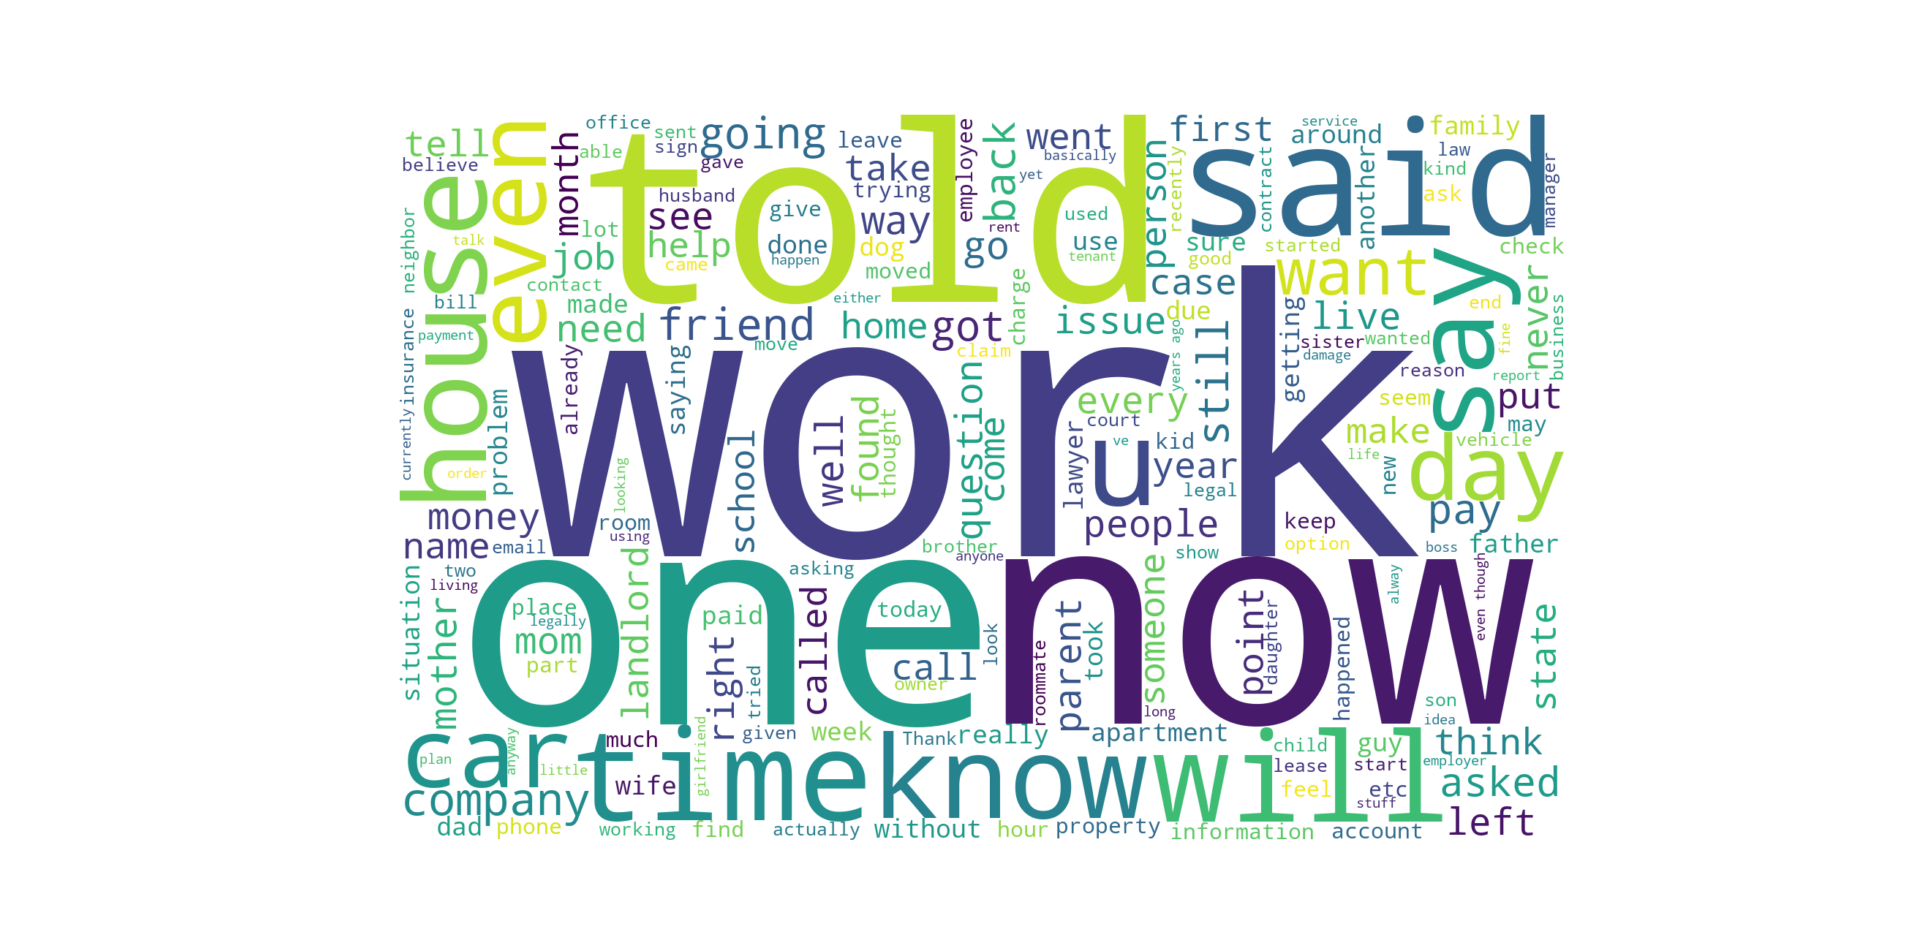 work
told
one
now
said
house
say
even
day
time
know
will
car
want
u
going
friend
got
company
back
way
take
see
job
help
need
home
issue
live
case
person
first
went
go
still
never
put
make
pay
year
people
question
come
found
well
every
school
money
name
mother
landlord
right
called
call
mom
parent
someone
point
state
think
asked
left
tell
month
believe
office
sent
sign
able
gave
leave
trying
employee
basically
yet
husband
give
done
happen
dog
moved
use
used
rent
tenant
good
sure
recently
contract
service
around
another
family
law
kind
ask
manager
started
check
business
end
fine
sister
wanted
damage
report
reason
seem
may
vehicle
life
new
getting
due
charge
claim
either
years ago
court
ve
kid
lawyer
legal
keep
option
show
boss
father
brother
anyone
thought
neighbor
talk
bill
payment
insurance
currently
contact
made
lot
came
move
already
saying
problem
order
looking
room
using
email
two
living
situation
place
legally
part
paid
asking
today
look
owner
tried
roommate
took
long
daughter
happened
alway
even though
son
idea
apartment
really
Thank
week
given
much
wife
girlfriend
little
anyway
plan
dad
phone
working
find
actually
without
hour
property
information
account
child
lease
feel
guy
start
etc
stuff
employer